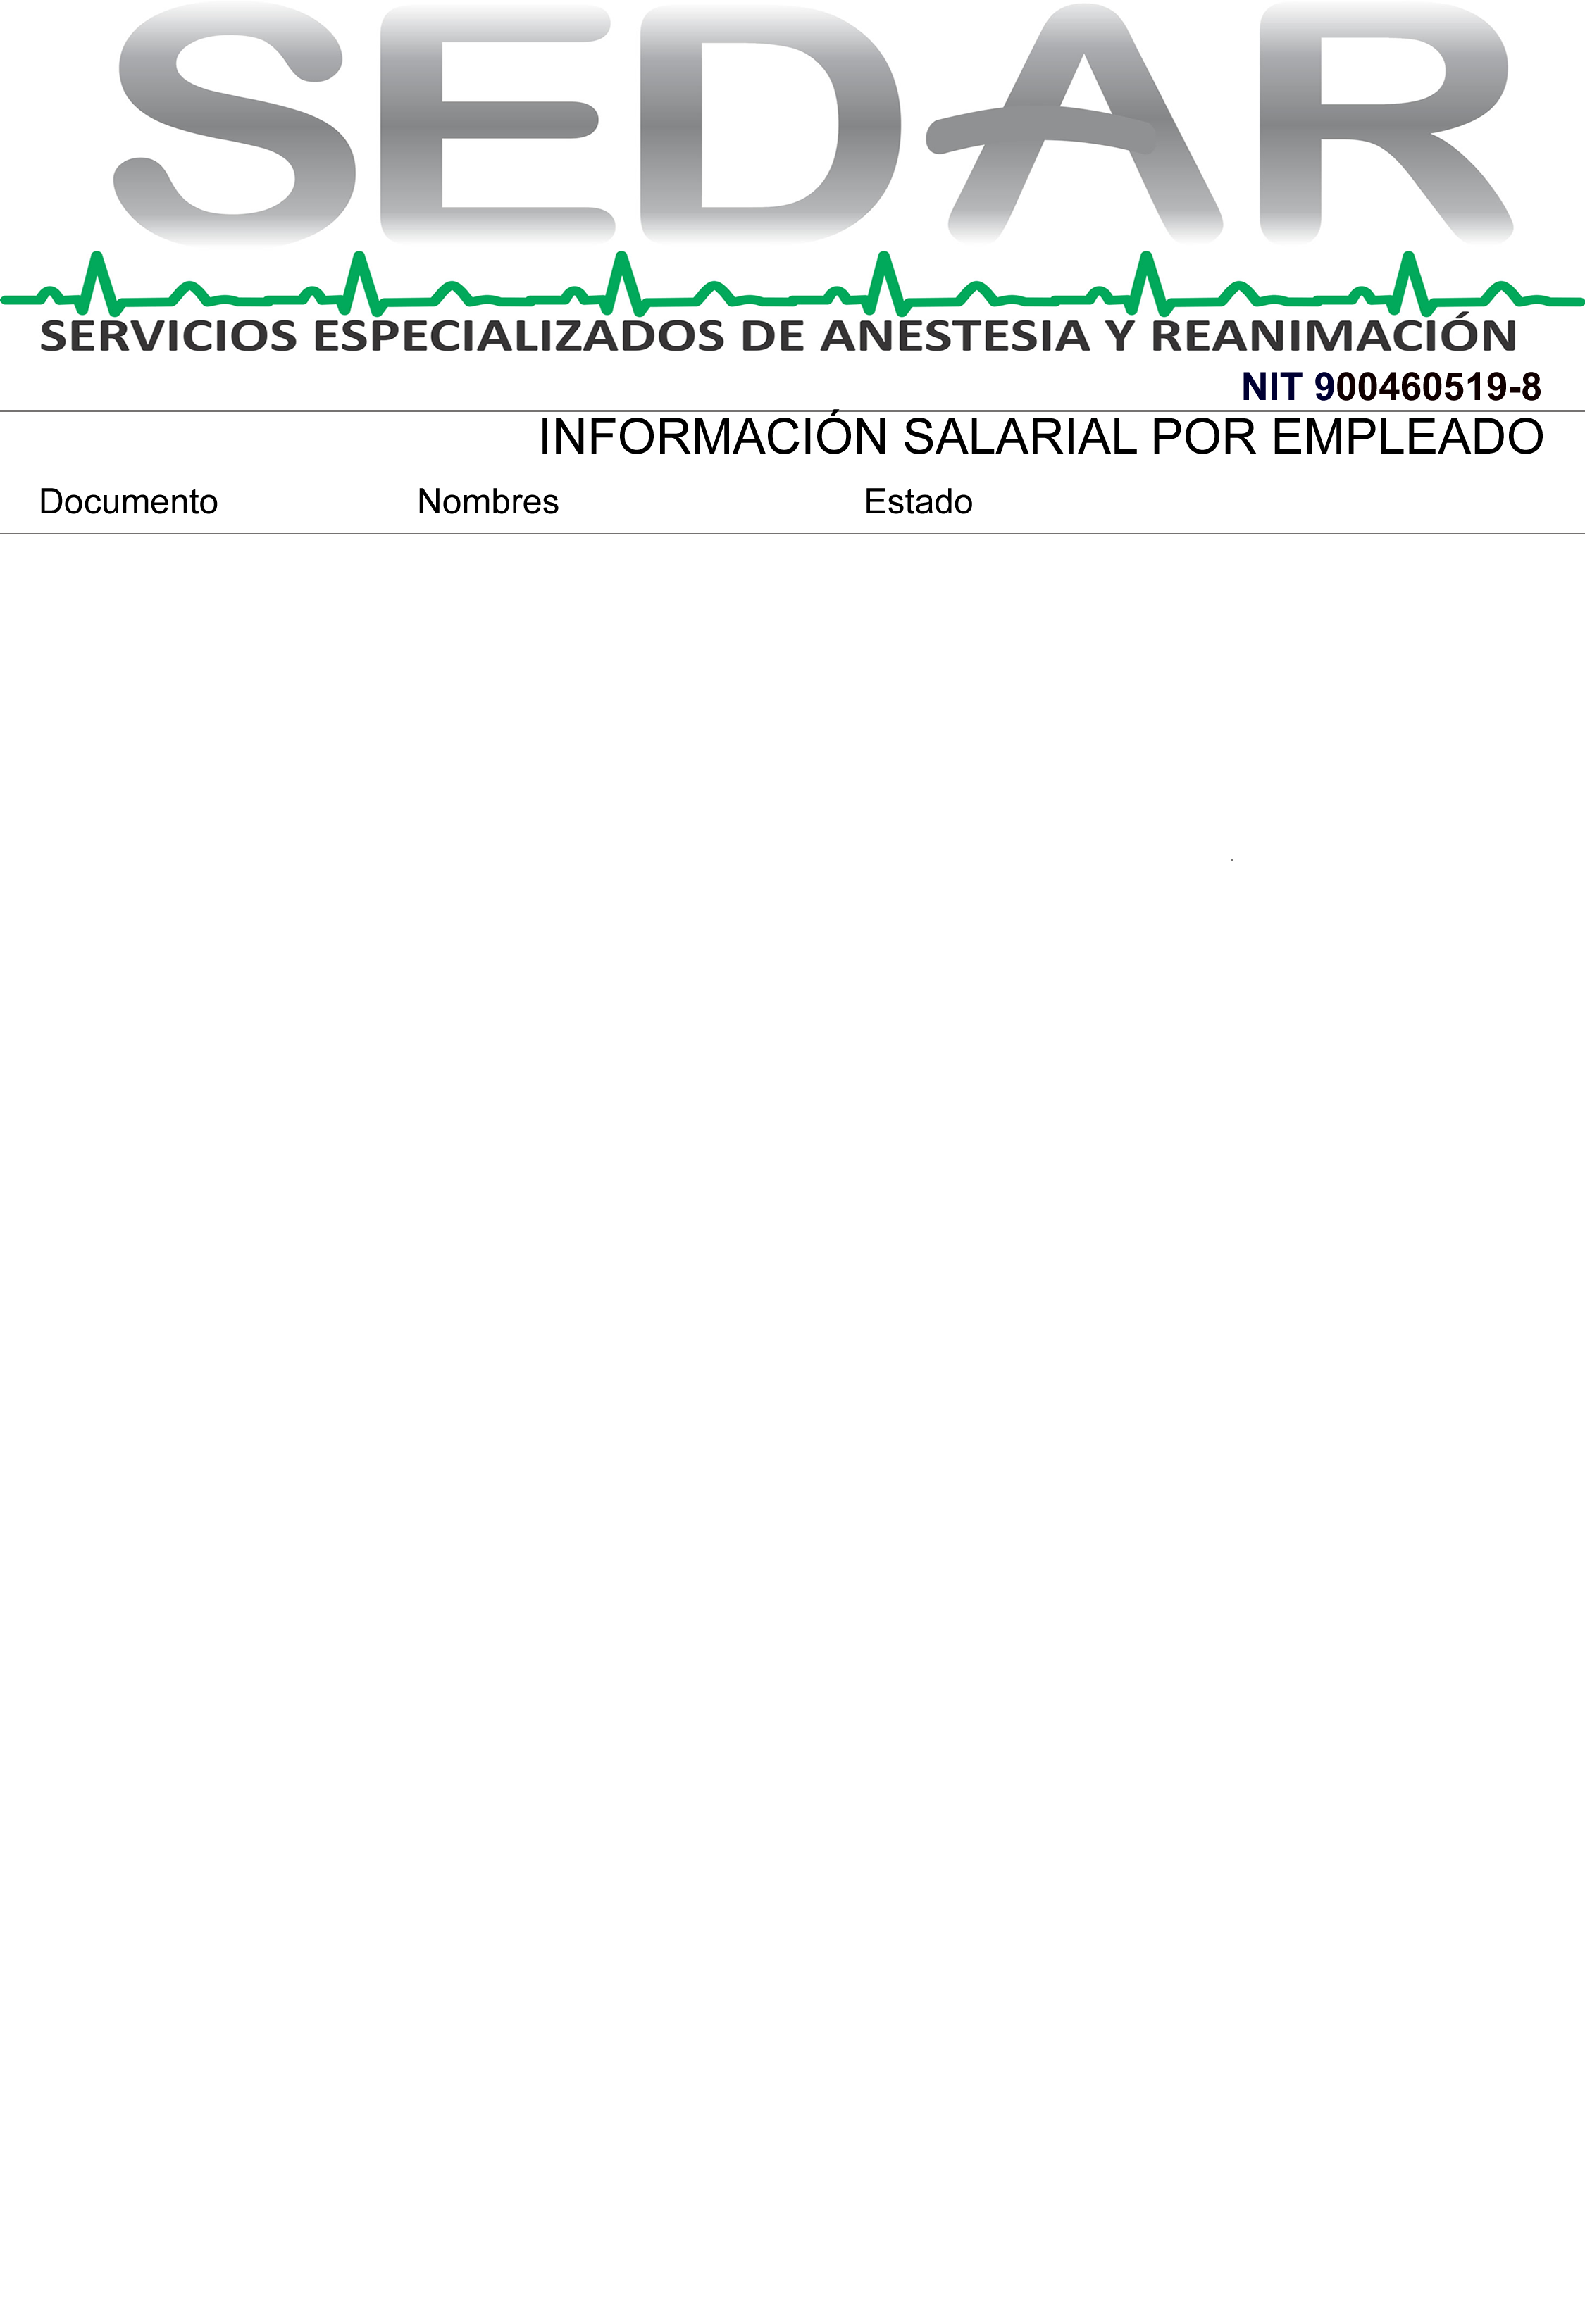 SEDAR
SERVICIOS ESPECIALIZADOS DE ANESTESIA Y REANIMACIÓN
NIT 900460519-8
INFORMACIÓN SALARIAL POR EMPLEADO
Documento Nombres Estado